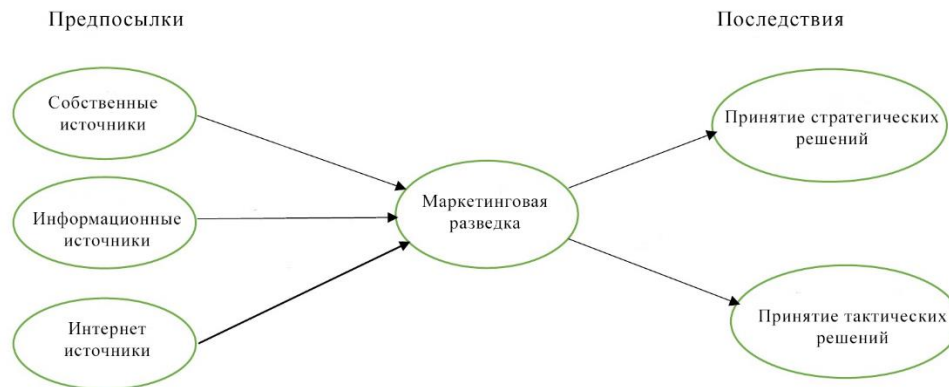 Предпосылки
Последствия
Собственные
источники
Информационные
источники
Интернет
источники
Маркетинговая
разведка
Принятие стратегических
решений
Принятие тактических
решений